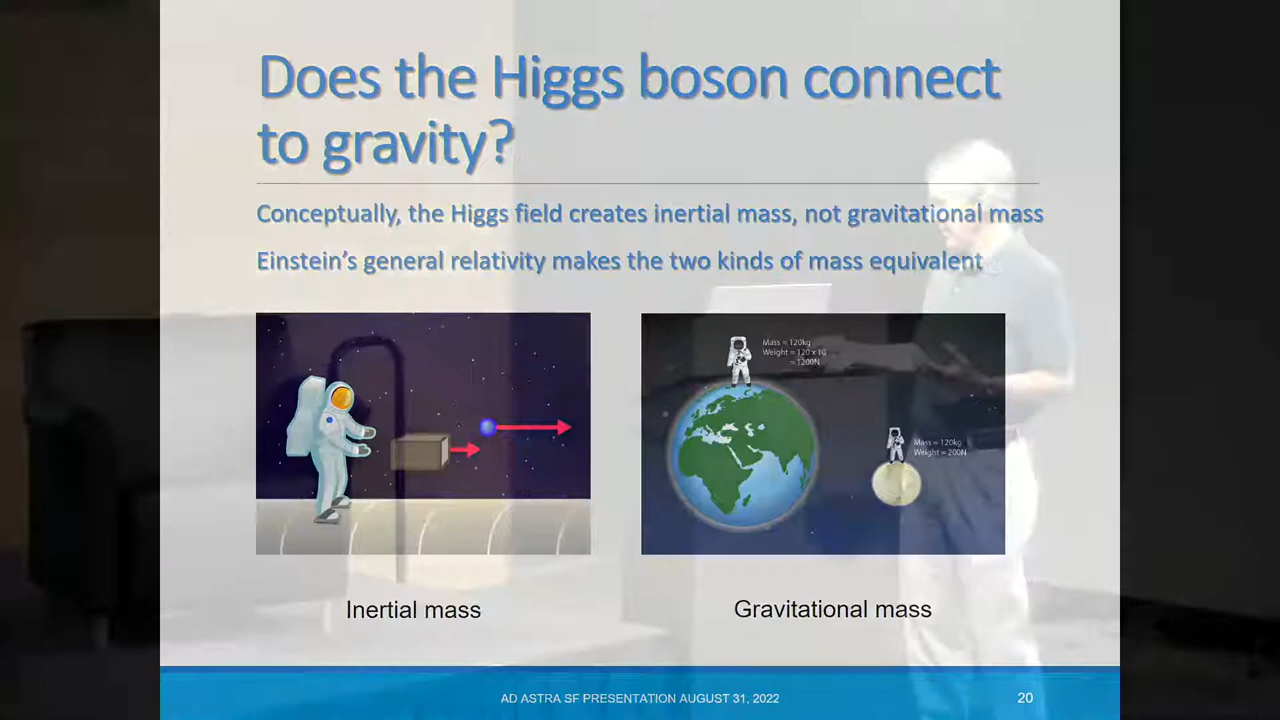 Does the Higgs boson connect
to gravity?
Conceptually, the Higgs field creates inertial mass, not gravitational mass
Einstein’s general relativity makes the two kinds of mass equivalent
Mass = 120kg
Weight = 120 x 10
= 1200N
Mass = 120kg
Weight = 200N
Inertial mass
Gravitational mass
AD ASTRA SF PRESENTATION AUGUST 31, 2022
20